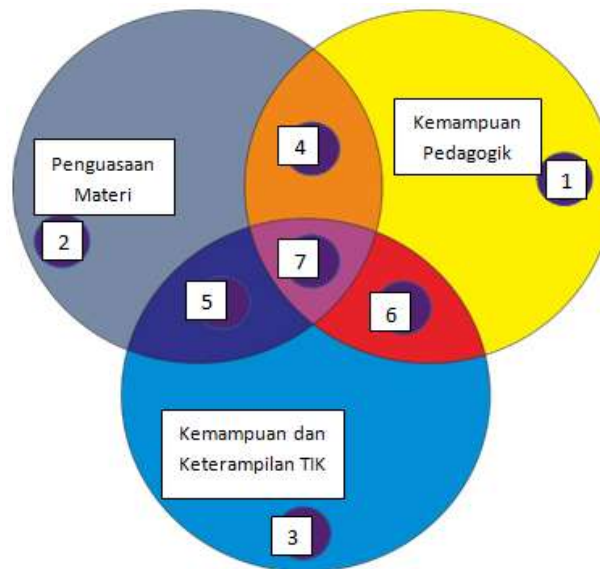 4
Kemampuan
Pedagogik
1
Penguasaan
Materi
2
7
5
6
Kemampuan dan
Keterampilan TIK
3